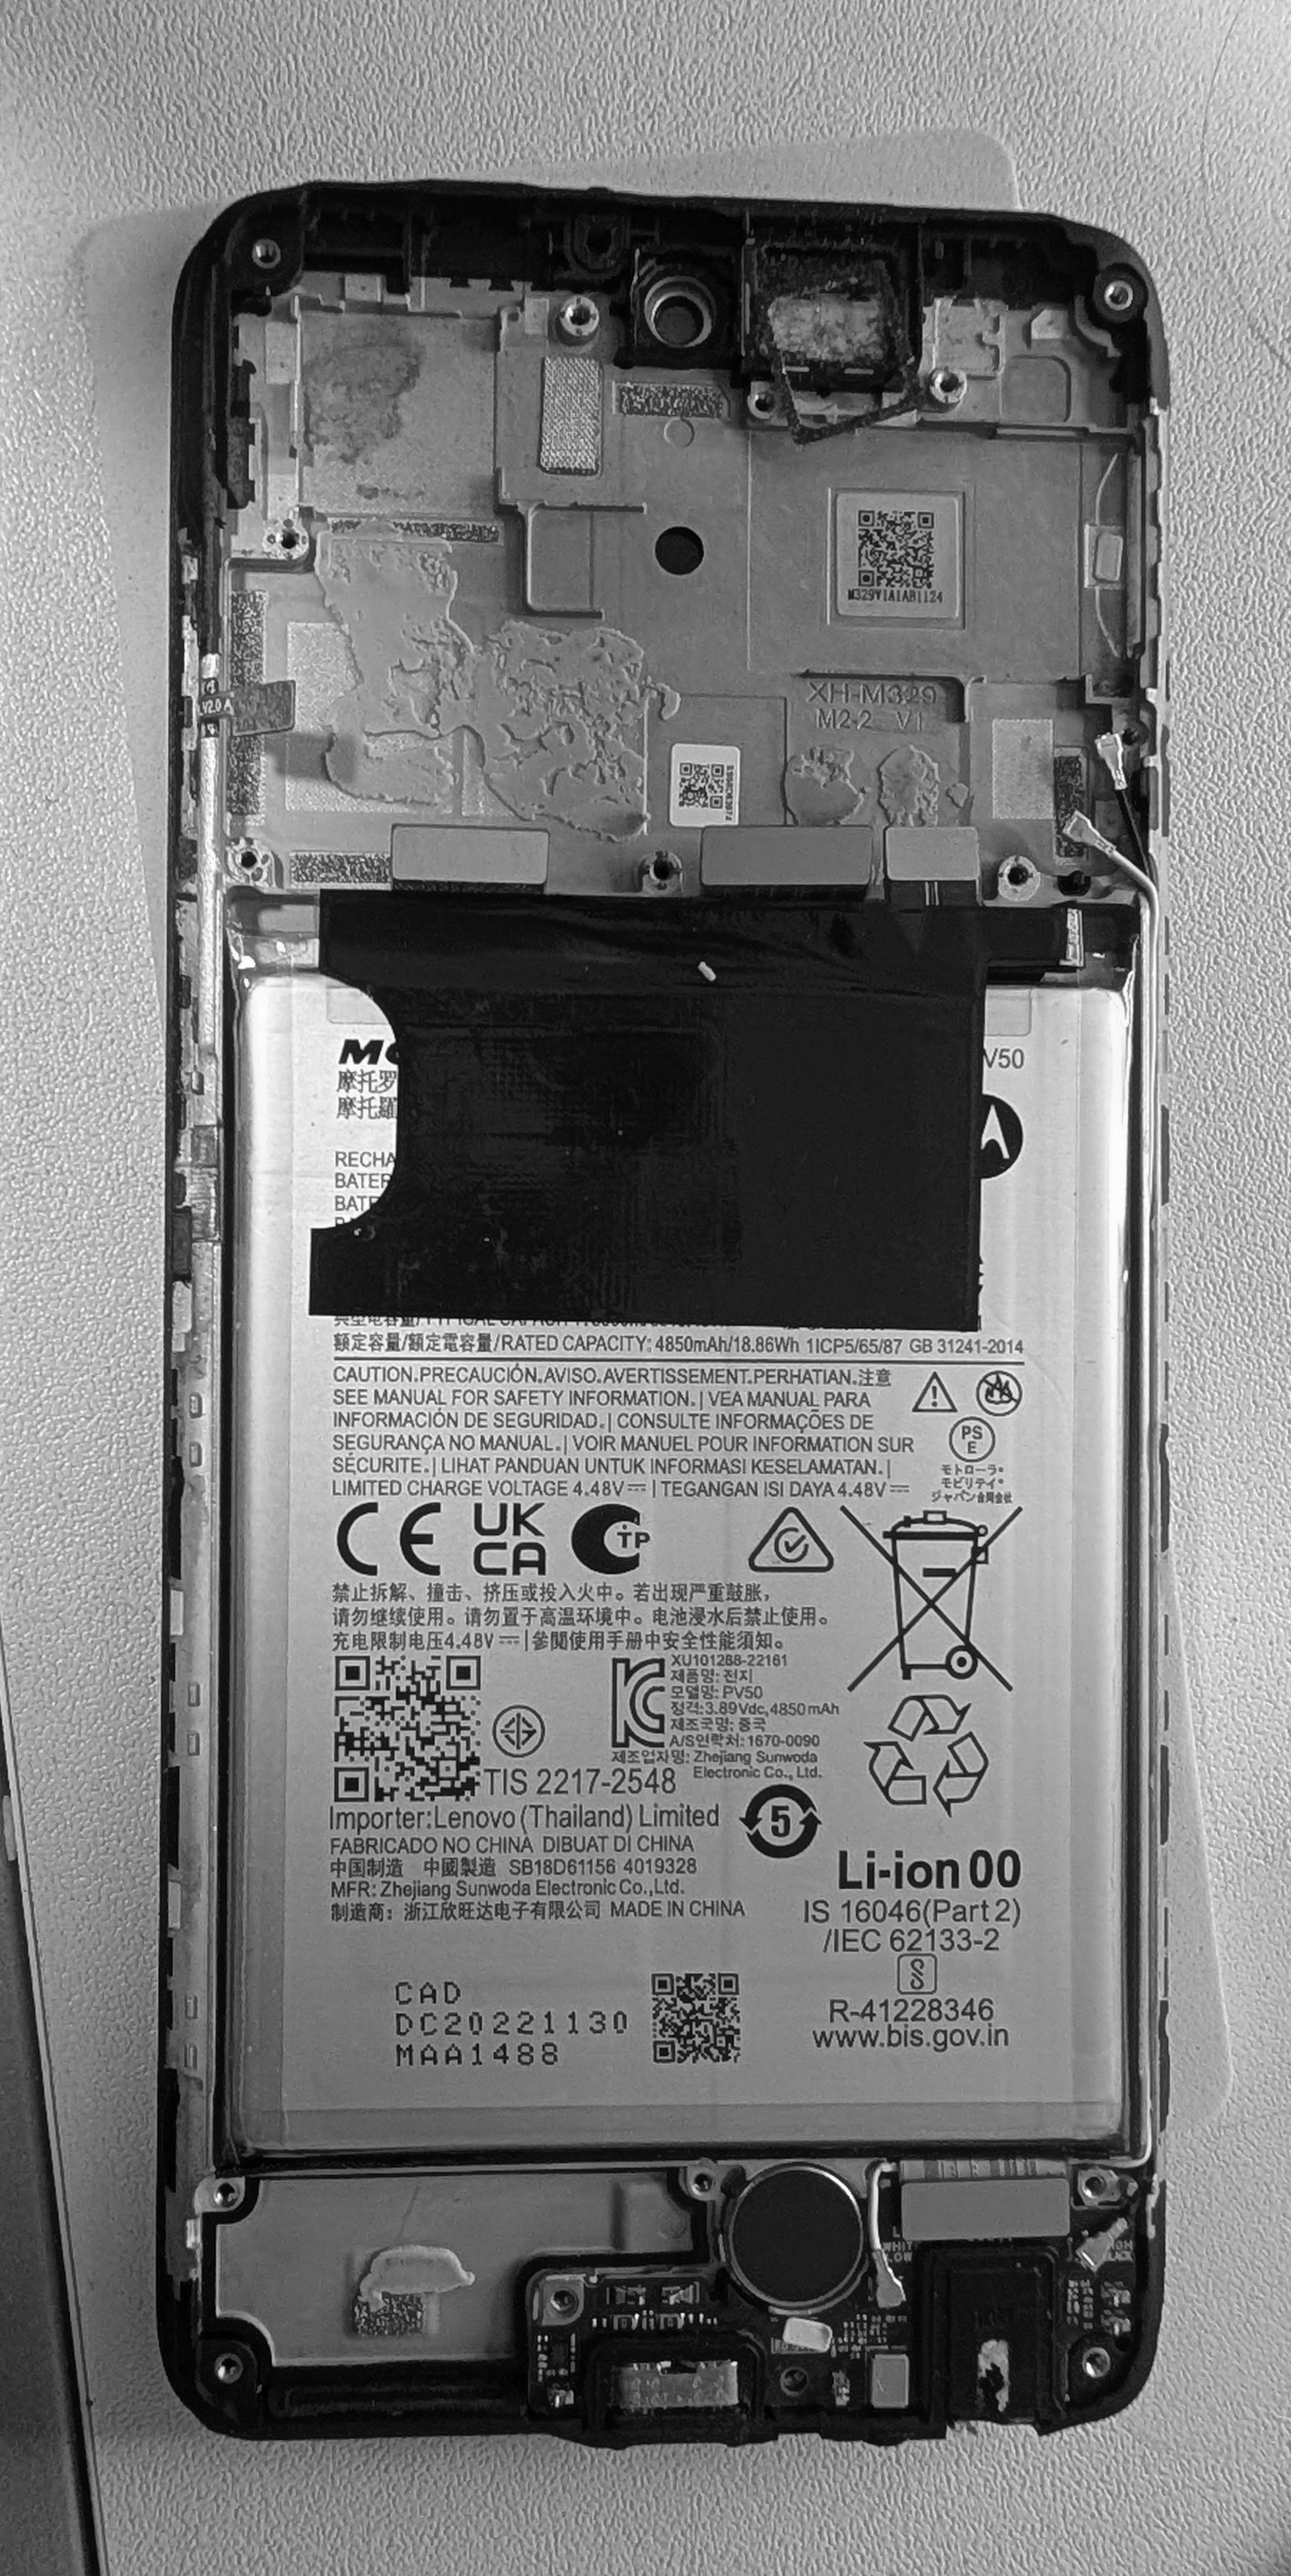 M329V1A1AB1124
XH-M329
M2.2 V1
V2.0 A
V50
摩托罗
摩托羅
RECHA
BATER
BATE
额定容量/額定電容量/RATED CAPACITY: 4850mAh/18.86Wh 1ICP5/65/87 GB 31241-2014
CAUTION.PRECAUCIÓN.AVISO.AVERTISSEMENT.PERHATIAN.注意
SEE MANUAL FOR SAFETY INFORMATION. | VEA MANUAL PARA
INFORMACIÓN DE SEGURIDAD. | CONSULTE INFORMAÇÕES DE
SEGURANÇA NO MANUAL. | VOIR MANUEL POUR INFORMATION SUR
SÉCURITE. | LIHAT PANDUAN UNTUK INFORMASI KESELAMATAN. |
LIMITED CHARGE VOLTAGE 4.48V⎓ | TEGANGAN ISI DAYA 4.48V⎓
PS
E
モトローラ・
モビリティ・
ジャパン合同会社
CE
UK
CA
TP
禁止拆解、撞击、挤压或投入火中。若出现严重鼓胀，
请勿继续使用。请勿置于高温环境中。电池浸水后禁止使用。
充电限制电压4.48V⎓ | 參閱使用手册中安全性能須知。
XU101288-22161
제품명: 전지
모델명: PV50
정격:3.89Vdc,4850mAh
제조국명: 중국
A/S연락처: 1670-0090
제조업자명: Zhejiang Sunwoda
Electronic Co., Ltd.
TIS 2217-2548
Importer:Lenovo (Thailand) Limited
5
FABRICADO NO CHINA DIBUAT DI CHINA
中国制造 中國製造 SB18D61156 4019328
MFR: Zhejiang Sunwoda Electronic Co.,Ltd.
制造商：浙江欣旺达电子有限公司 MADE IN CHINA
Li-ion 00
IS 16046(Part 2)
/IEC 62133-2
R-41228346
www.bis.gov.in
CAD
DC20221130
MAA1488